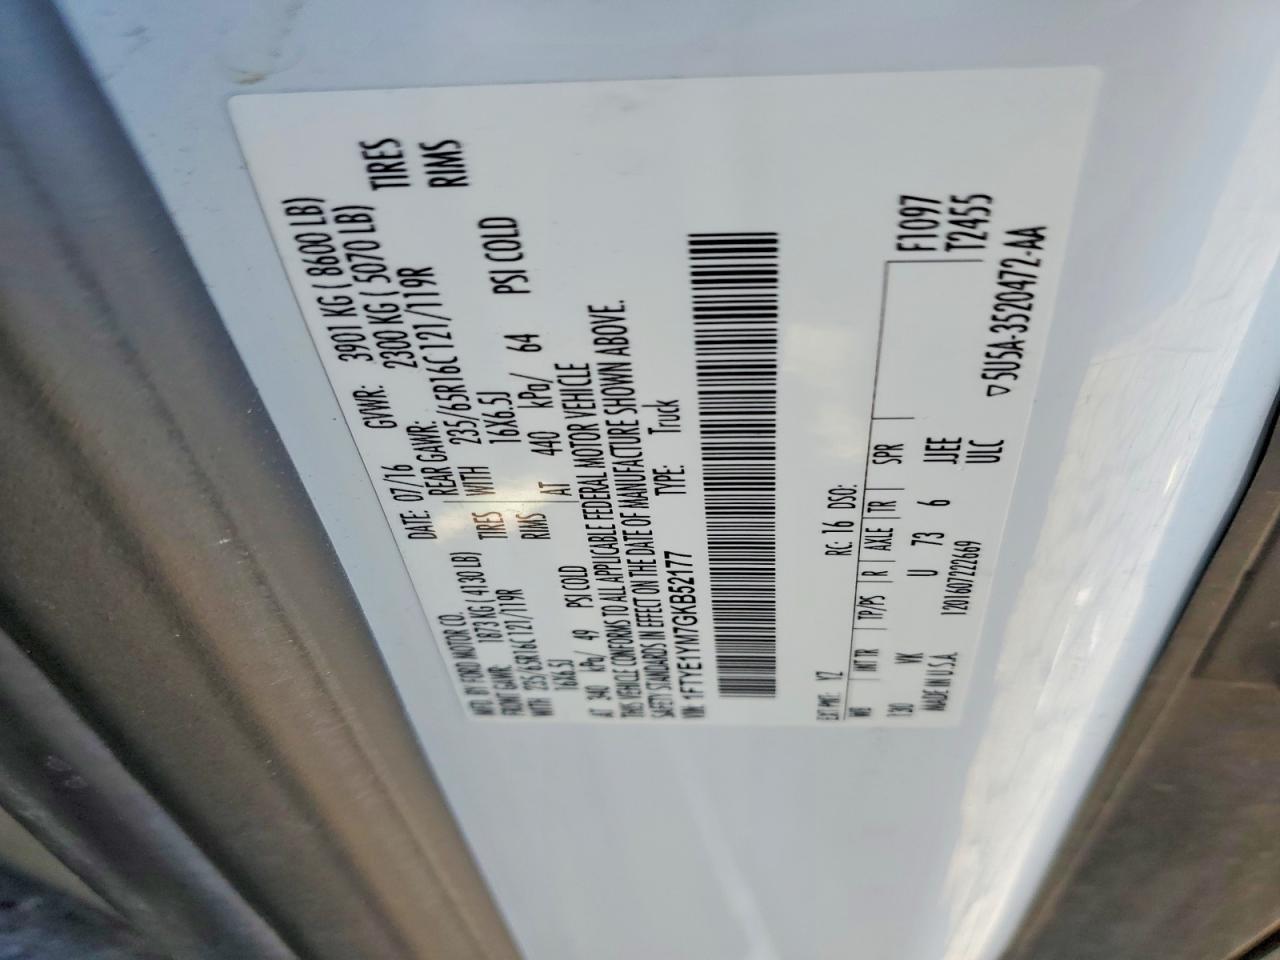 MFD. BY FORD MOTOR CO. DATE: 07/16 GVWR: 3901 KG ( 8600 LB)
FRONT GAWR: 1873 KG ( 4130 LB) REAR GAWR: 2300 KG ( 5070 LB)
WITH 235/65R16C 121/119R TIRES WITH 235/65R16C 121/119R TIRES
16X6.5J RIMS 16X6.5J RIMS
AT 340 kPa/ 49 PSI COLD AT 440 kPa/ 64 PSI COLD
THIS VEHICLE CONFORMS TO ALL APPLICABLE FEDERAL MOTOR VEHICLE
SAFETY STANDARDS IN EFFECT ON THE DATE OF MANUFACTURE SHOWN ABOVE.
VIN: 1FTYE1YM7GKB52177 TYPE: Truck
EXT PNT: YZ RC: 16 DSO: F1097
WB INT TR TP/PS R AXLE TR SPR T2455
130 VK U 73 6 JJEE
MADE IN U.S.A. 1201607222669 ULC
▽5U5A-3520472-AA